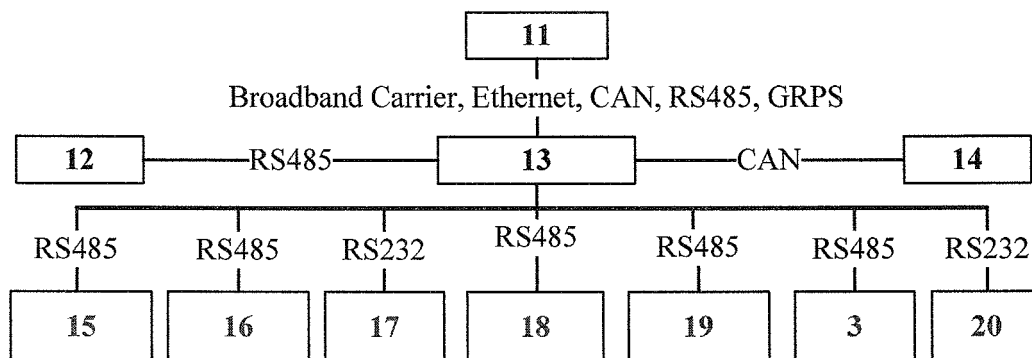 11
Broadband Carrier, Ethernet, CAN, RS485, GRPS
12 RS485 13 CAN 14
RS485 RS485 RS232 RS485 RS485 RS485 RS232
15 16 17 18 19 3 20